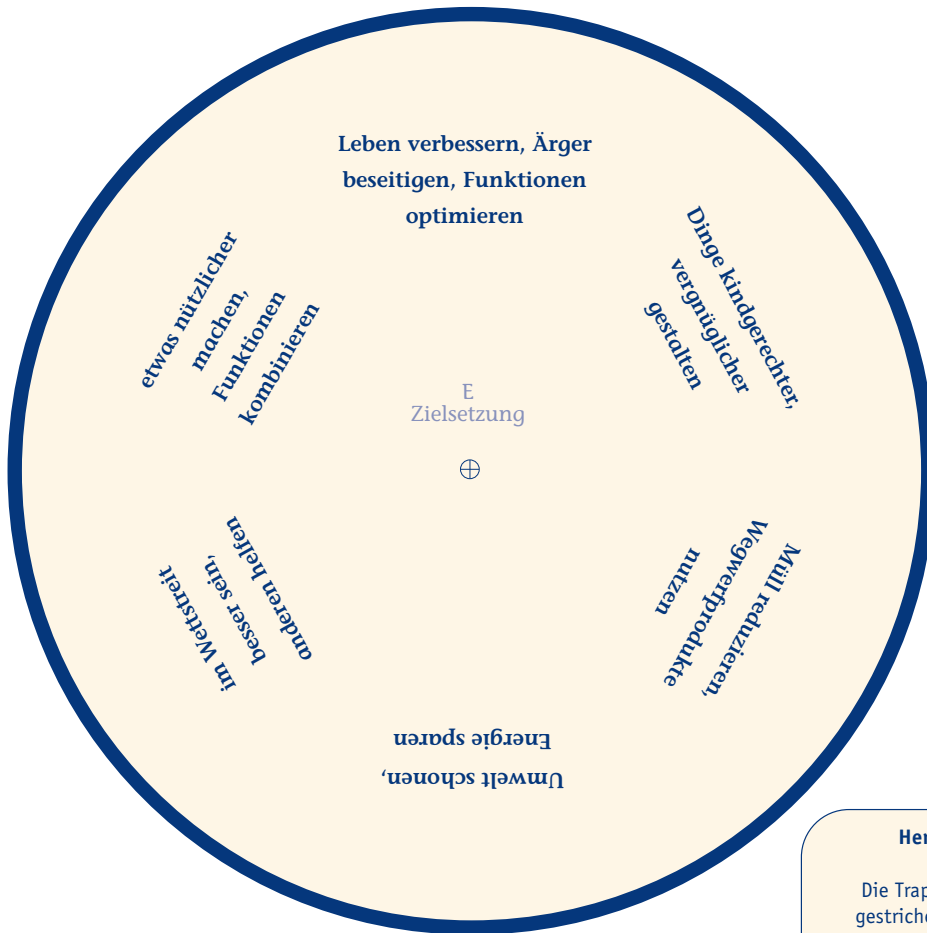 Leben verbessern, Ärger
beseitigen, Funktionen
optimieren
Dinge kindgerechter,
vergnüglicher
gestalten
Müll reduzieren,
Wegwerfprodukte
nutzen
Umwelt schonen,
Energie sparen
im Wettstreit
besser sein,
anderen helfen
etwas nützlicher
machen,
Funktionen
kombinieren
E
Zielsetzung
Her
Die Trap
gestriche